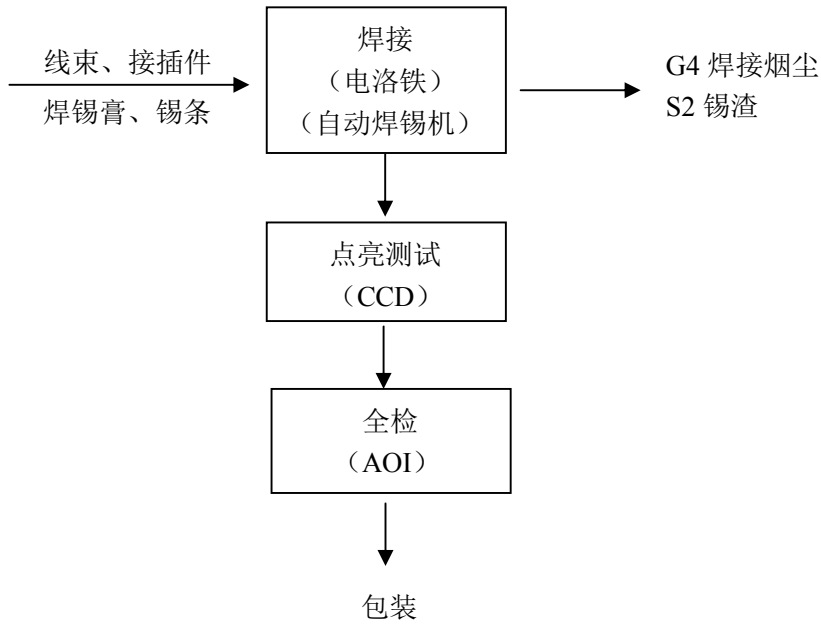 线束、接插件
焊锡膏、锡条
焊接
（电洛铁）
（自动焊锡机）
G4 焊接烟尘
S2 锡渣
点亮测试
（CCD）
全检
（AOI）
包装